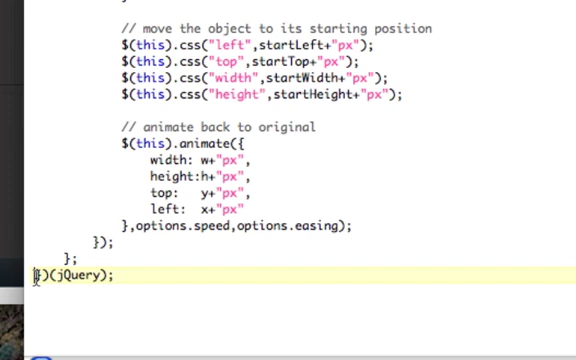 // move the object to its starting position
$(this).css("left",startLeft+"px");
$(this).css("top",startTop+"px");
$(this).css("width",startWidth+"px");
$(this).css("height",startHeight+"px");
// animate back to original
$(this).animate({
width: w+"px",
height:h+"px",
top: y+"px",
left: x+"px"
},options.speed,options.easing);
});
};
})(jQuery);